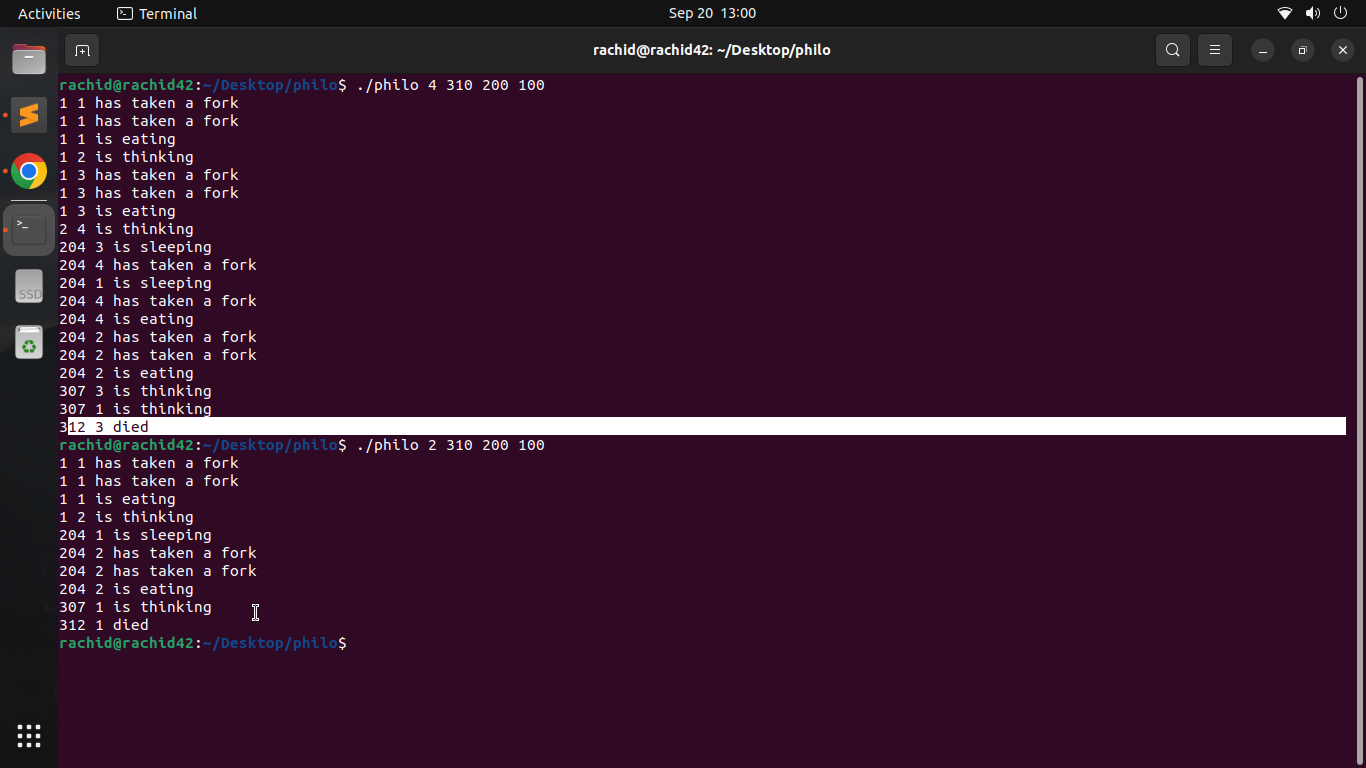 Activities
Terminal
Sep 20 13:00
rachid@rachid42: ~/Desktop/philo
rachid@rachid42:~/Desktop/philo$ ./philo 4 310 200 100
1 1 has taken a fork
1 1 has taken a fork
1 1 is eating
1 2 is thinking
1 3 has taken a fork
1 3 has taken a fork
1 3 is eating
2 4 is thinking
204 3 is sleeping
204 4 has taken a fork
204 1 is sleeping
204 4 has taken a fork
204 4 is eating
204 2 has taken a fork
204 2 has taken a fork
204 2 is eating
307 3 is thinking
307 1 is thinking
312 3 died
rachid@rachid42:~/Desktop/philo$ ./philo 2 310 200 100
1 1 has taken a fork
1 1 has taken a fork
1 1 is eating
1 2 is thinking
204 1 is sleeping
204 2 has taken a fork
204 2 has taken a fork
204 2 is eating
307 1 is thinking
312 1 died
rachid@rachid42:~/Desktop/philo$
SSD